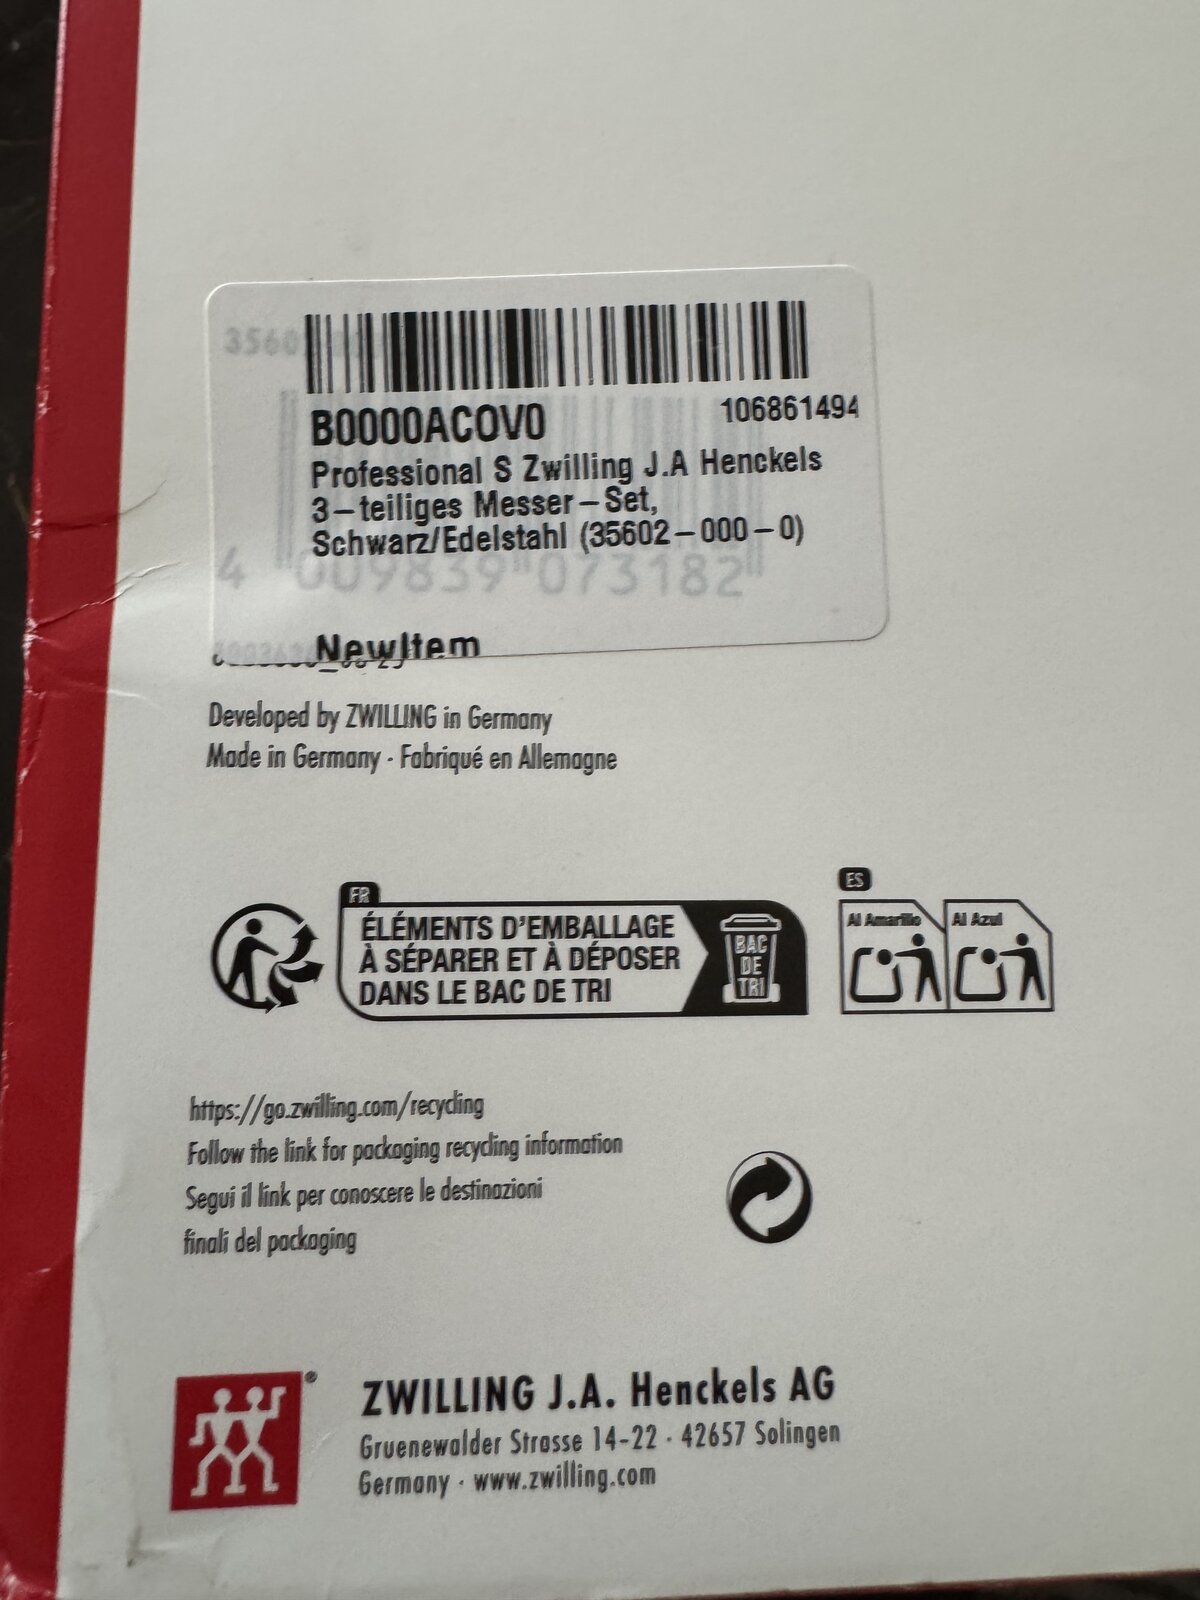 B0000ACOV0
106861494
Professional S Zwilling J.A Henckels
3-teiliges Messer-Set,
Schwarz/Edelstahl (35602-000-0)
4 009839 073182
NewItem
Developed by ZWILLING in Germany
Made in Germany · Fabriqué en Allemagne
FR
ÉLÉMENTS D'EMBALLAGE
À SÉPARER ET À DÉPOSER
DANS LE BAC DE TRI
BAC
DE
TRI
ES
Al Amarillo
Al Azul
https://go.zwilling.com/recycling
Follow the link for packaging recycling information
Segui il link per conoscere le destinazioni
finali del packaging
ZWILLING J.A. Henckels AG
Gruenewalder Strasse 14-22 · 42657 Solingen
Germany · www.zwilling.com